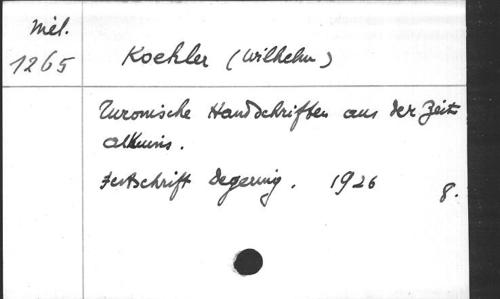 Mél.
1265
Koehler (Wilhelm)
Turonische Handschriften aus der Zeit
Alkuins.
Festschrift Degering. 1926
8.